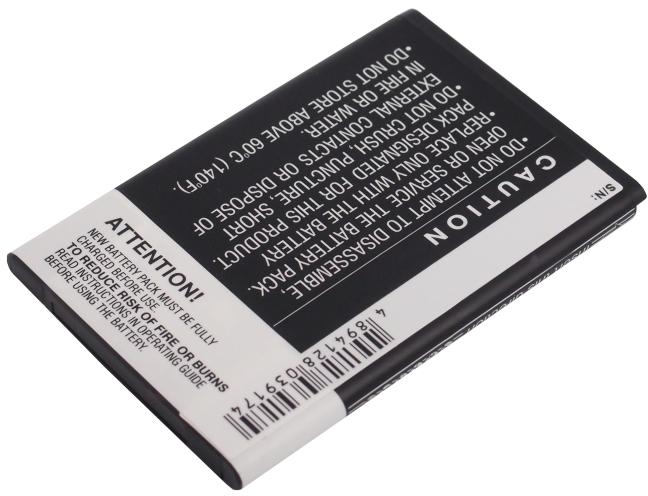 S/N:
CAUTION
•DO NOT ATTEMPT TO DISASSEMBLE,
OPEN OR SERVICE THE BATTERY PACK.
•REPLACE ONLY WITH THE BATTERY
PACK DESIGNATED FOR THIS PRODUCT.
•DO NOT CRUSH, PUNCTURE, SHORT
EXTERNAL CONTACTS OR DISPOSE OF
IN FIRE OR WATER.
•DO NOT STORE ABOVE 60°C (140°F).
ATTENTION!
NEW BATTERY PACK MUST BE FULLY
CHARGED BEFORE USE.
TO REDUCE RISK OF FIRE OR BURNS
READ INSTRUCTIONS IN OPERATING GUIDE
BEFORE USING THE BATTERY.
4 894128 039174